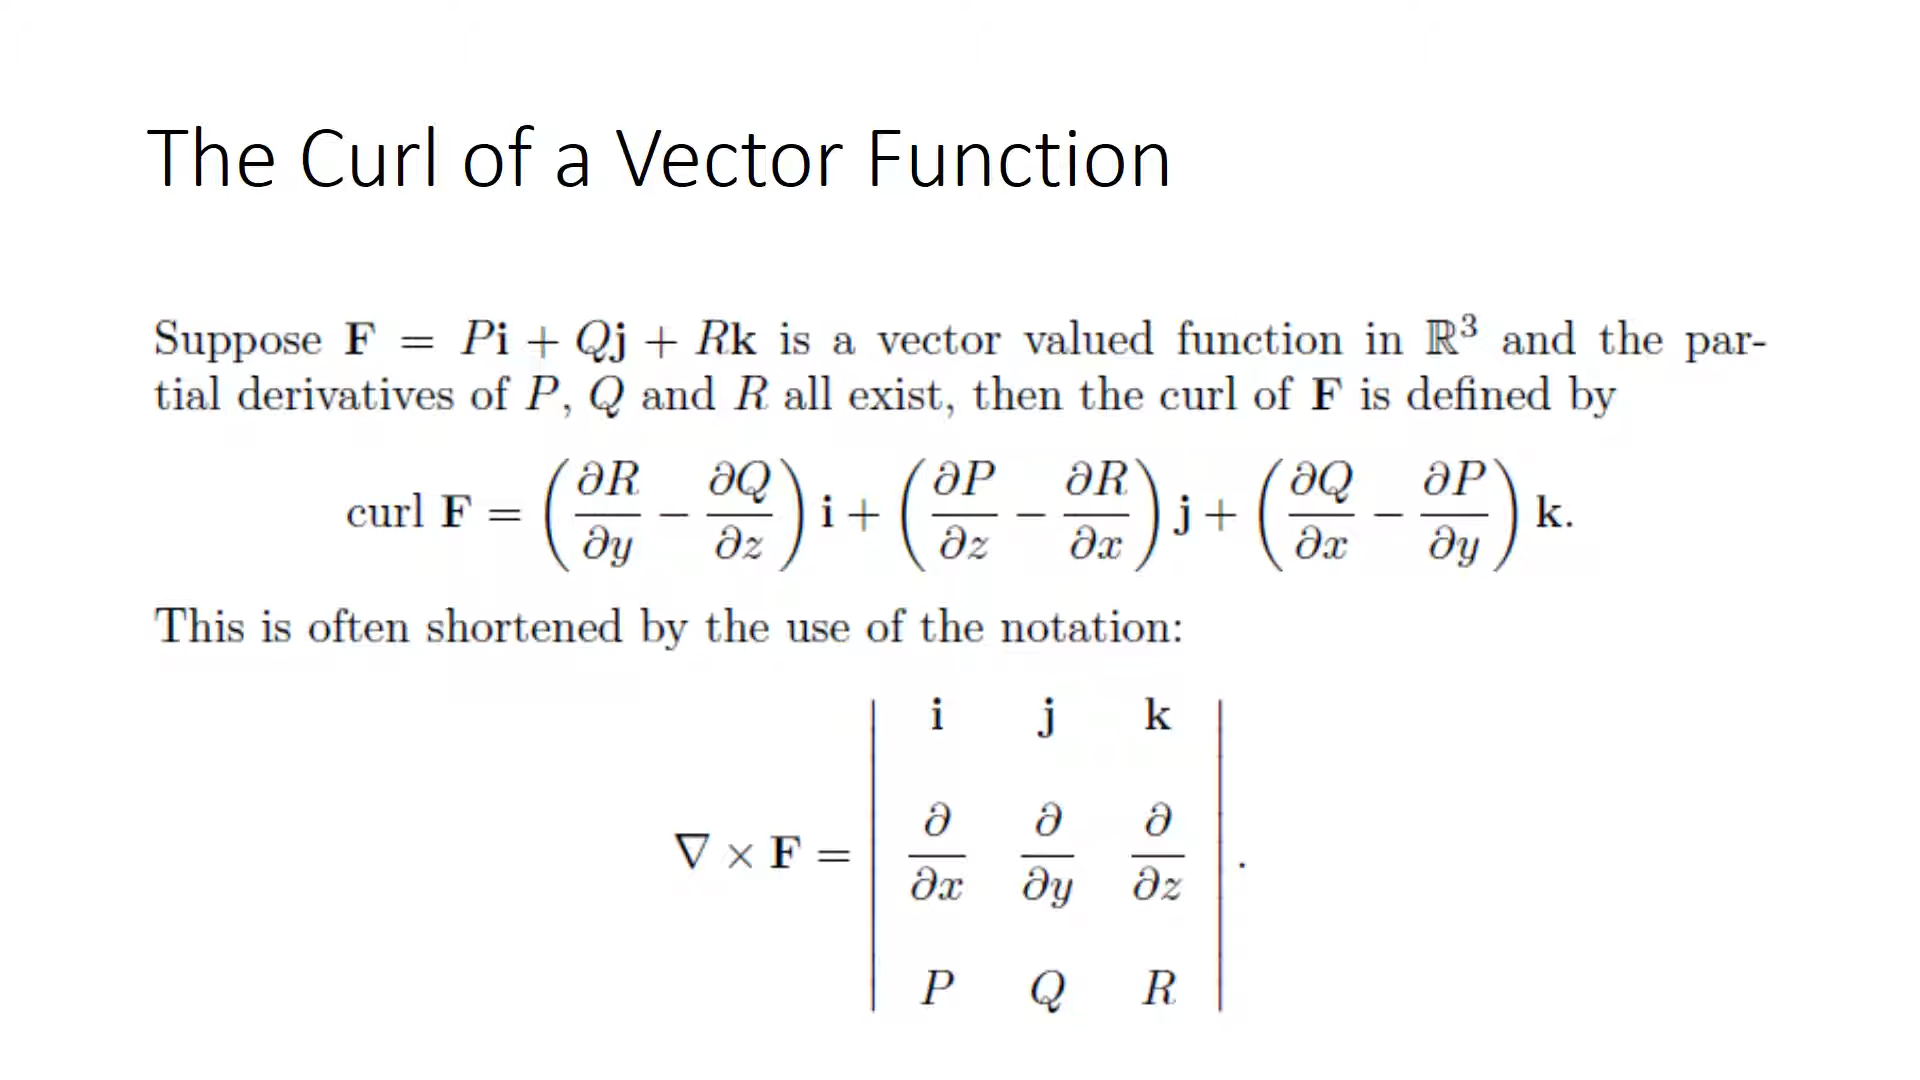 The Curl of a Vector Function
Suppose F = Pi + Qj + Rk is a vector valued function in ℝ³ and the par-
tial derivatives of P, Q and R all exist, then the curl of F is defined by
curl F = (∂R/∂y − ∂Q/∂z) i + (∂P/∂z − ∂R/∂x) j + (∂Q/∂x − ∂P/∂y) k.
This is often shortened by the use of the notation:
∇ × F = | i j k |
| ∂/∂x ∂/∂y ∂/∂z | .
| P Q R |